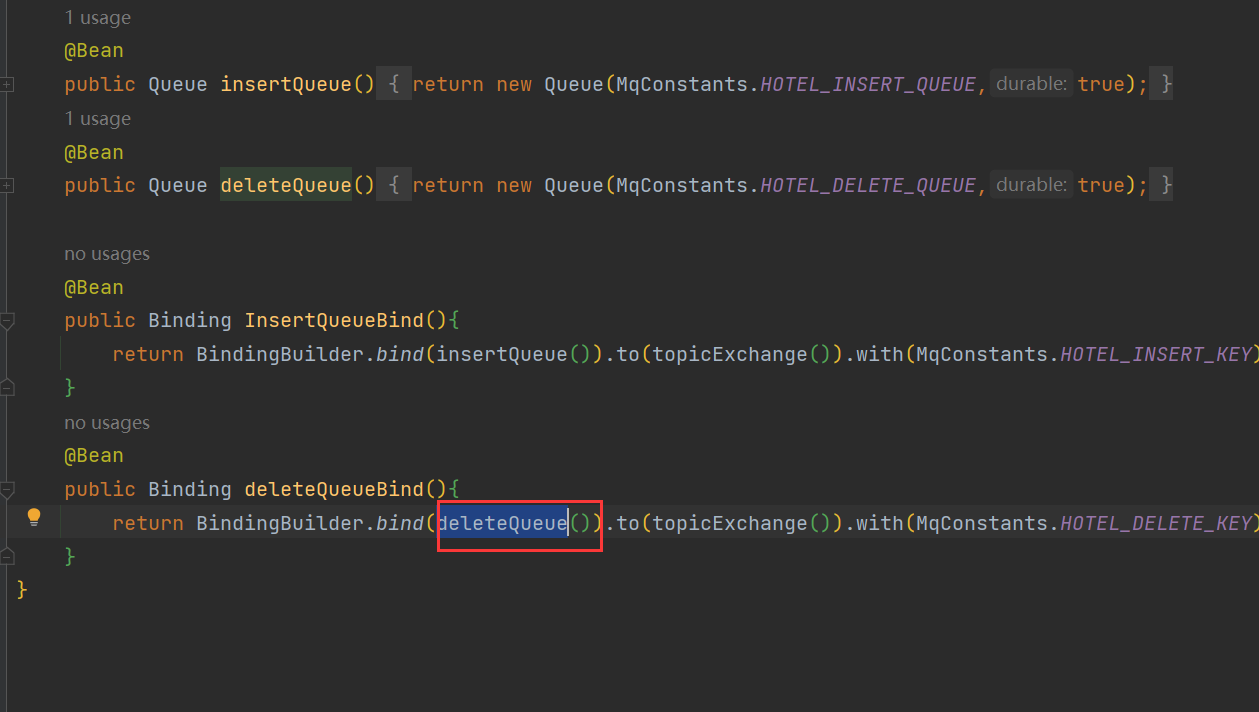 1 usage
@Bean
public Queue insertQueue() { return new Queue(MqConstants.HOTEL_INSERT_QUEUE, durable: true); }
1 usage
@Bean
public Queue deleteQueue() { return new Queue(MqConstants.HOTEL_DELETE_QUEUE, durable: true); }
no usages
@Bean
public Binding InsertQueueBind(){
return BindingBuilder.bind(insertQueue()).to(topicExchange()).with(MqConstants.HOTEL_INSERT_KEY)
}
no usages
@Bean
public Binding deleteQueueBind(){
return BindingBuilder.bind(deleteQueue()).to(topicExchange()).with(MqConstants.HOTEL_DELETE_KEY)
}
}